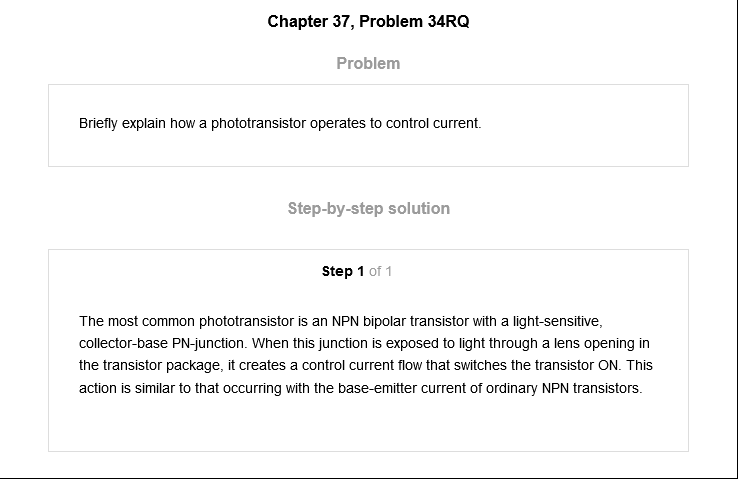 Chapter 37, Problem 34RQ
Problem
Briefly explain how a phototransistor operates to control current.
Step-by-step solution
Step 1 of 1
The most common phototransistor is an NPN bipolar transistor with a light-sensitive,
collector-base PN-junction. When this junction is exposed to light through a lens opening in
the transistor package, it creates a control current flow that switches the transistor ON. This
action is similar to that occurring with the base-emitter current of ordinary NPN transistors.